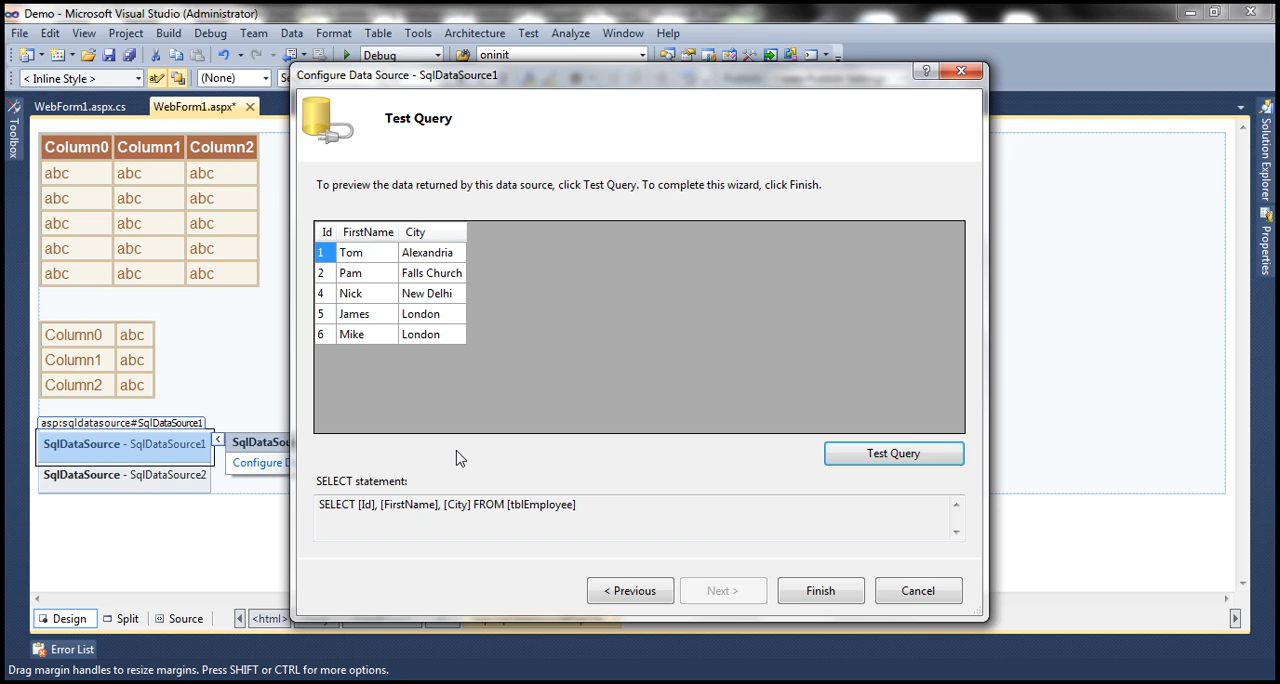 Demo - Microsoft Visual Studio (Administrator)
File Edit View Project Build Debug Team Data Format Table Tools Architecture Test Analyze Window Help
Debug oninit
< Inline Style > (None)
WebForm1.aspx.cs WebForm1.aspx*
Toolbox
Solution Explorer
Properties
Column0 Column1 Column2
abc abc abc
abc abc abc
abc abc abc
abc abc abc
abc abc abc
Column0 abc
Column1 abc
Column2 abc
asp:sqldatasource#SqlDataSource1
SqlDataSource - SqlDataSource1
SqlDataSource - SqlDataSource2
SqlDataSou
Configure D
Configure Data Source - SqlDataSource1
Test Query
To preview the data returned by this data source, click Test Query. To complete this wizard, click Finish.
Id FirstName City
1 Tom Alexandria
2 Pam Falls Church
4 Nick New Delhi
5 James London
6 Mike London
Test Query
SELECT statement:
SELECT [Id], [FirstName], [City] FROM [tblEmployee]
< Previous Next > Finish Cancel
Design Split Source <html>
Error List
Drag margin handles to resize margins. Press SHIFT or CTRL for more options.